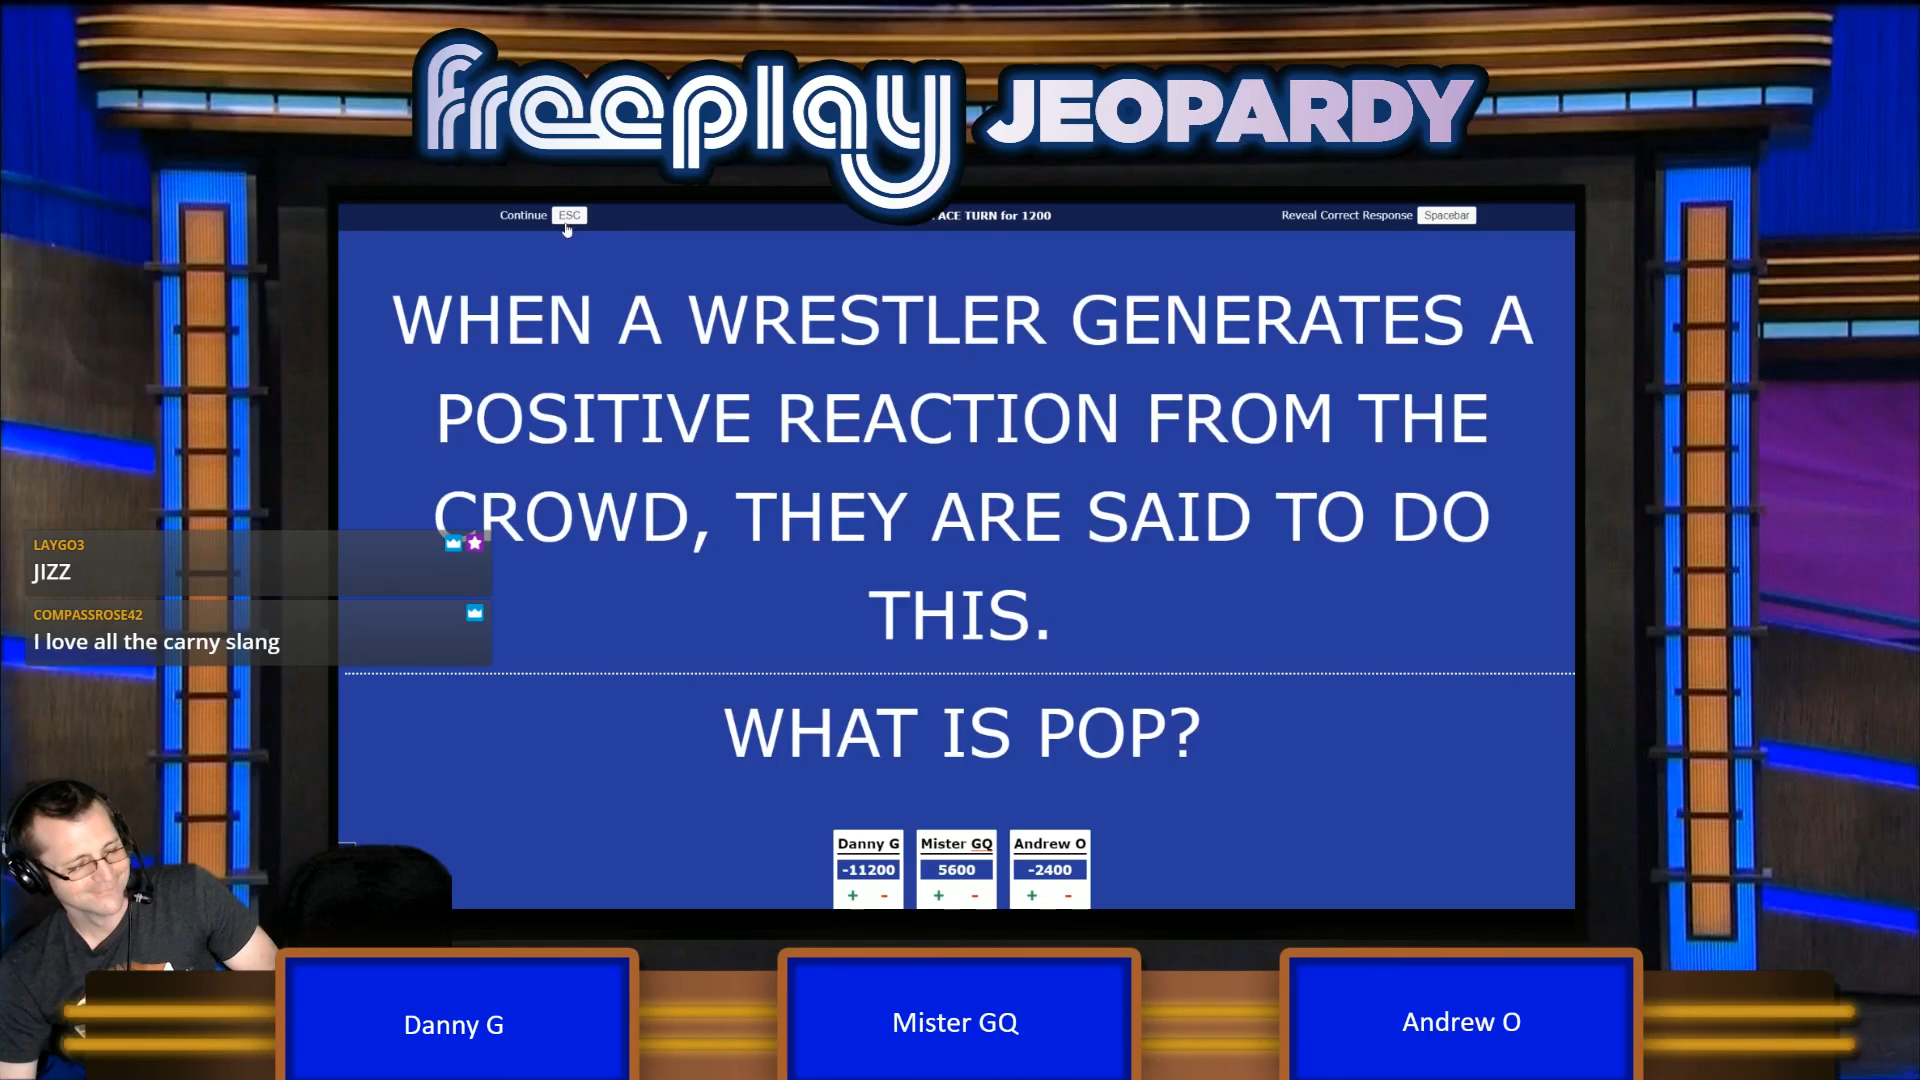 freeplay JEOPARDY
Continue ESC
ACE TURN for 1200
Reveal Correct Response Spacebar
WHEN A WRESTLER GENERATES A
POSITIVE REACTION FROM THE
CROWD, THEY ARE SAID TO DO
THIS.
LAYGO3
JIZZ
COMPASSROSE42
I love all the carny slang
WHAT IS POP?
Danny G Mister GQ Andrew O
-11200 5600 -2400
+ - + - + -
Danny G Mister GQ Andrew O